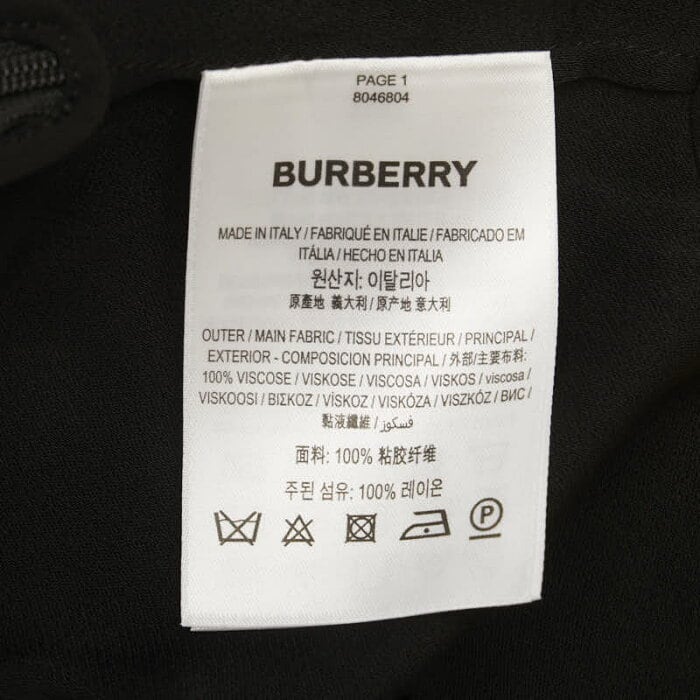 PAGE 1
8046804
BURBERRY
MADE IN ITALY / FABRIQUÉ EN ITALIE / FABRICADO EM
ITÁLIA / HECHO EN ITALIA
원산지: 이탈리아
原產地 義大利 / 原产地 意大利
OUTER / MAIN FABRIC / TISSU EXTÉRIEUR / PRINCIPAL /
EXTERIOR - COMPOSICION PRINCIPAL / 外部/主要布料:
100% VISCOSE / VISKOSE / VISCOSA / VISKOS / viscosa /
VISKOOSI / ΒΙΣΚΟΖ / VİSKOZ / VISKÓZA / VISZKÓZ / ВИС /
黏液纖維 / فسكوز
面料: 100% 粘胶纤维
주된 섬유: 100% 레이온
P